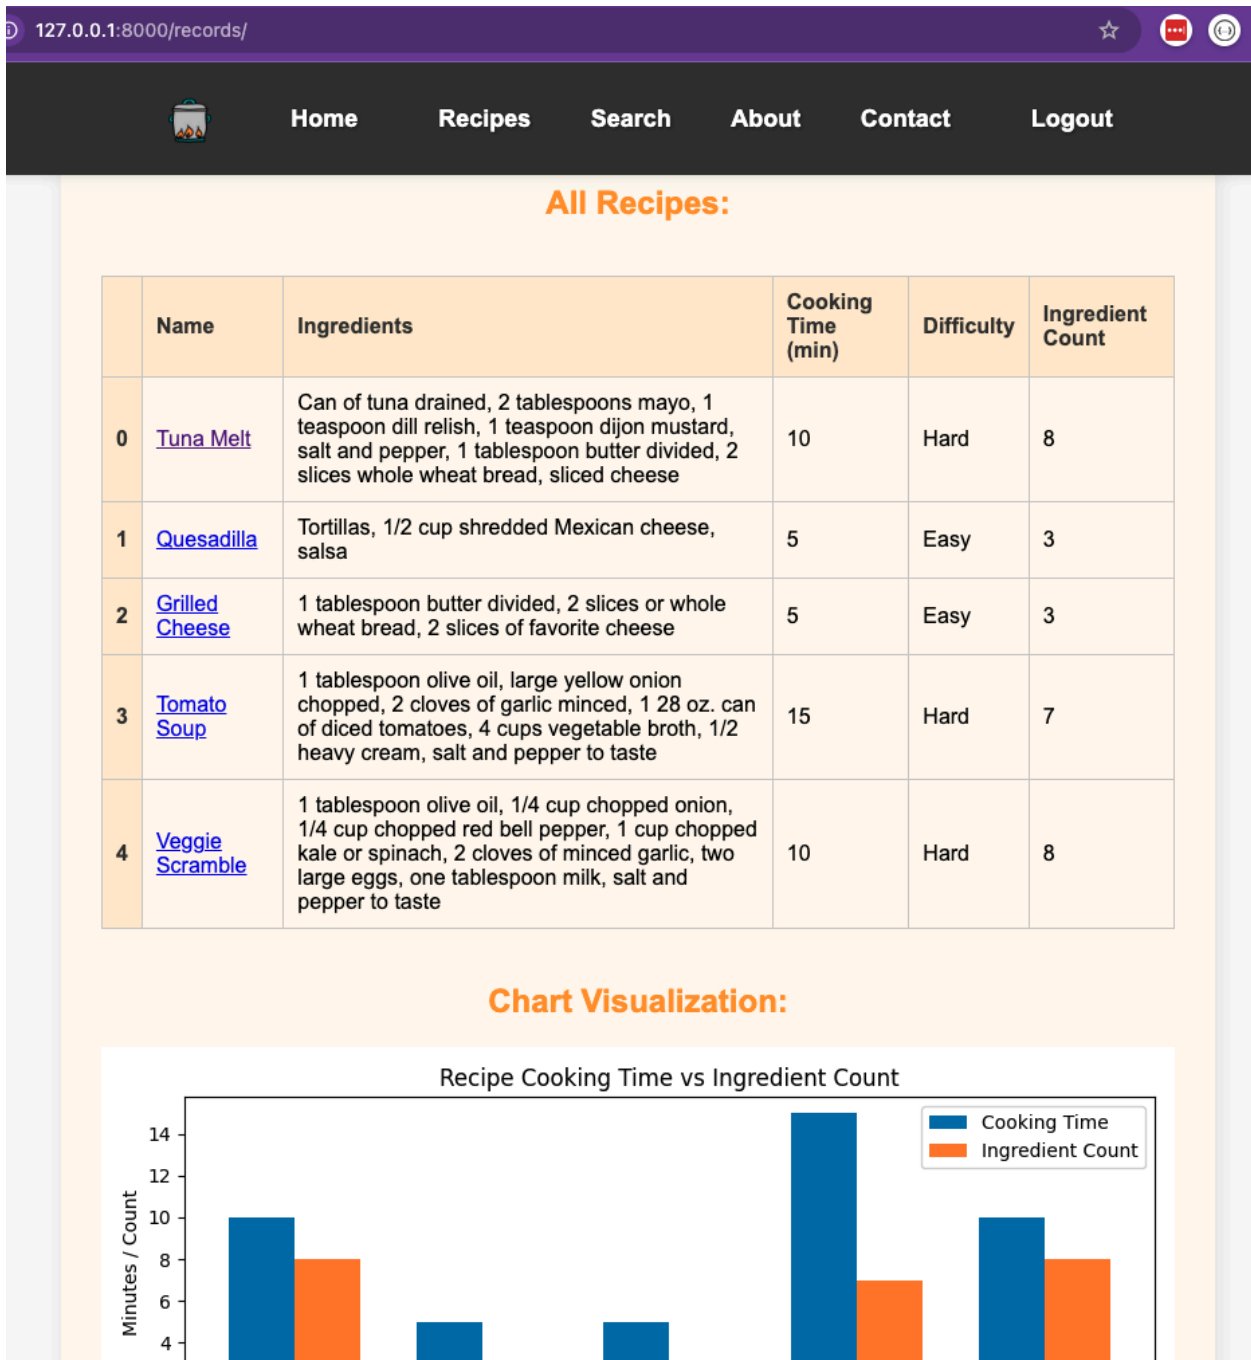 127.0.0.1:8000/records/
Home Recipes Search About Contact Logout
All Recipes:
Name Ingredients Cooking Time (min) Difficulty Ingredient Count
0 Tuna Melt Can of tuna drained, 2 tablespoons mayo, 1 teaspoon dill relish, 1 teaspoon dijon mustard, salt and pepper, 1 tablespoon butter divided, 2 slices whole wheat bread, sliced cheese 10 Hard 8
1 Quesadilla Tortillas, 1/2 cup shredded Mexican cheese, salsa 5 Easy 3
2 Grilled Cheese 1 tablespoon butter divided, 2 slices or whole wheat bread, 2 slices of favorite cheese 5 Easy 3
3 Tomato Soup 1 tablespoon olive oil, large yellow onion chopped, 2 cloves of garlic minced, 1 28 oz. can of diced tomatoes, 4 cups vegetable broth, 1/2 heavy cream, salt and pepper to taste 15 Hard 7
4 Veggie Scramble 1 tablespoon olive oil, 1/4 cup chopped onion, 1/4 cup chopped red bell pepper, 1 cup chopped kale or spinach, 2 cloves of minced garlic, two large eggs, one tablespoon milk, salt and pepper to taste 10 Hard 8
Chart Visualization:
Recipe Cooking Time vs Ingredient Count
Cooking Time
Ingredient Count
Minutes / Count
14
12
10
8
6
4